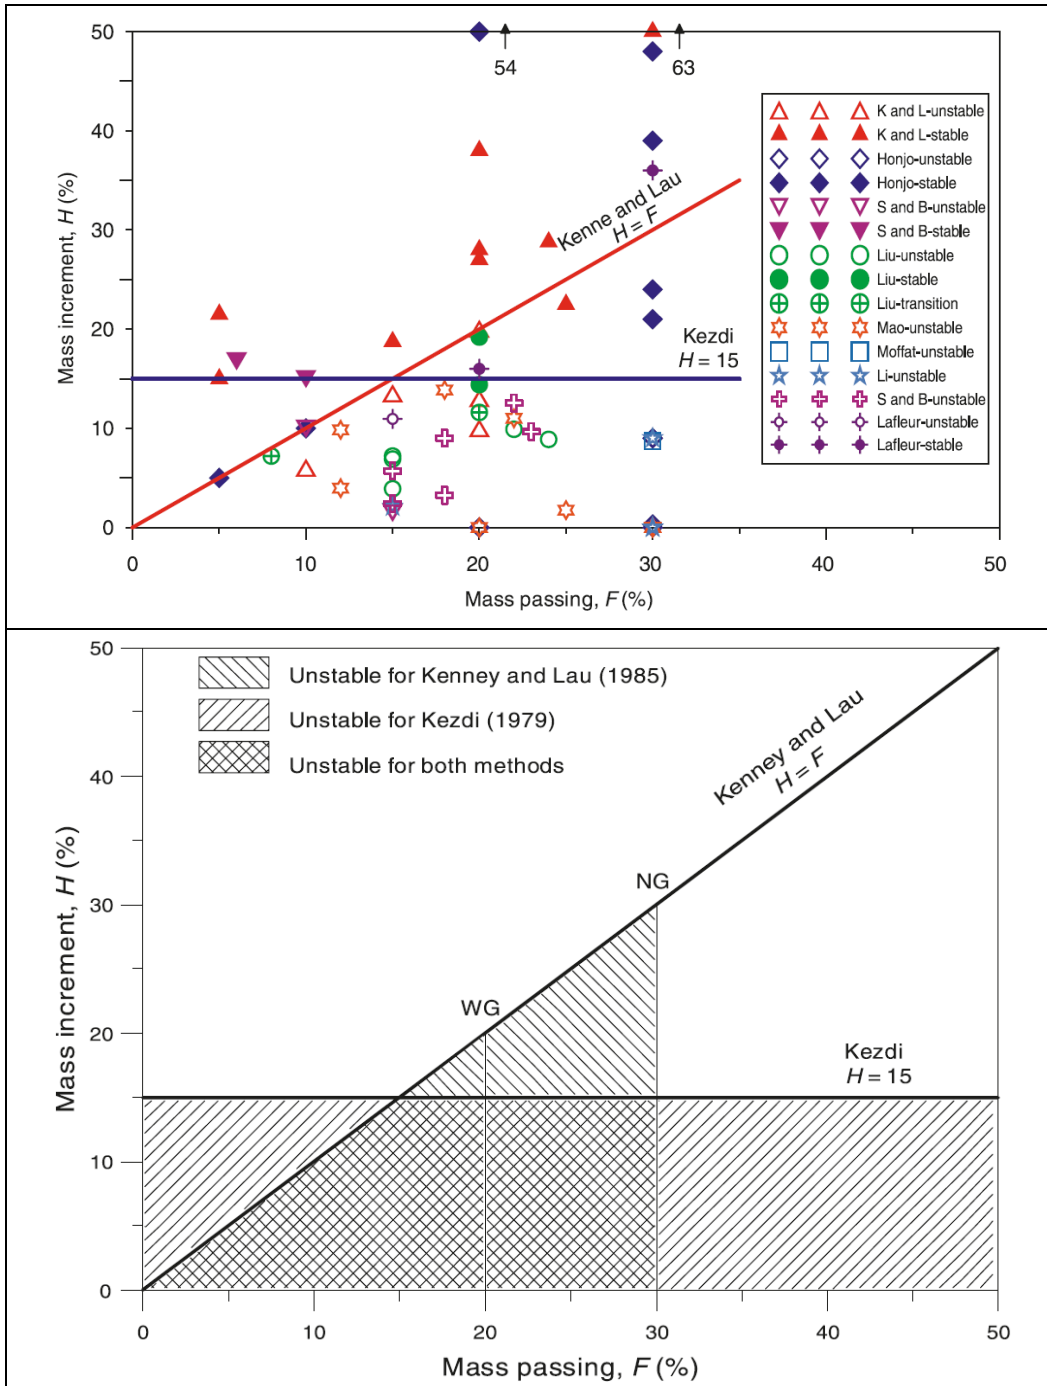 50
40
30
20
10
0
Mass increment, H (%)
54
63
Kenne and Lau
H = F
Kezdi
H = 15
K and L-unstable
K and L-stable
Honjo-unstable
Honjo-stable
S and B-unstable
S and B-stable
Liu-unstable
Liu-stable
Liu-transition
Mao-unstable
Moffat-unstable
Li-unstable
S and B-unstable
Lafleur-unstable
Lafleur-stable
0 10 20 30 40 50
Mass passing, F (%)
50
40
30
20
10
0
Mass increment, H (%)
Unstable for Kenney and Lau (1985)
Unstable for Kezdi (1979)
Unstable for both methods
Kenney and Lau
H = F
NG
WG
Kezdi
H = 15
0 10 20 30 40 50
Mass passing, F (%)